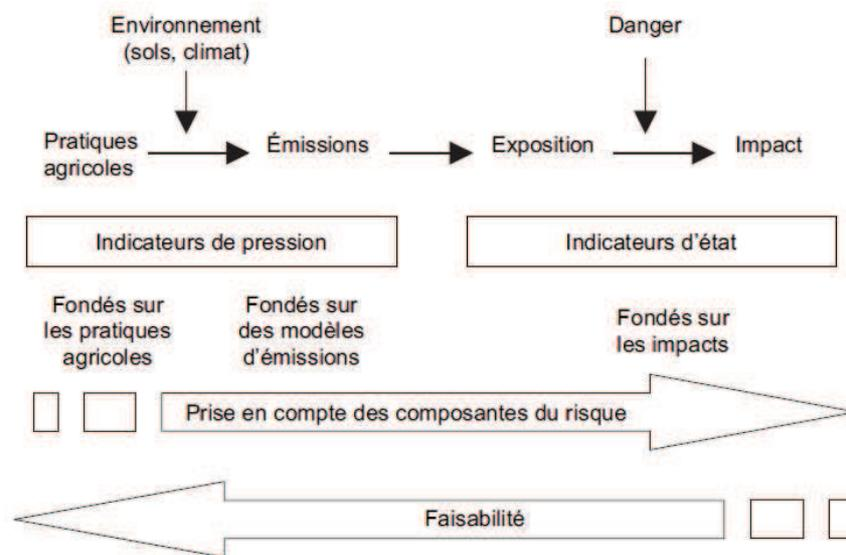 Environnement
(sols, climat)
Danger
Pratiques
agricoles
Émissions
Exposition
Impact
Indicateurs de pression
Indicateurs d'état
Fondés sur
les pratiques
agricoles
Fondés sur
des modèles
d'émissions
Fondés sur
les impacts
Prise en compte des composantes du risque
Faisabilité